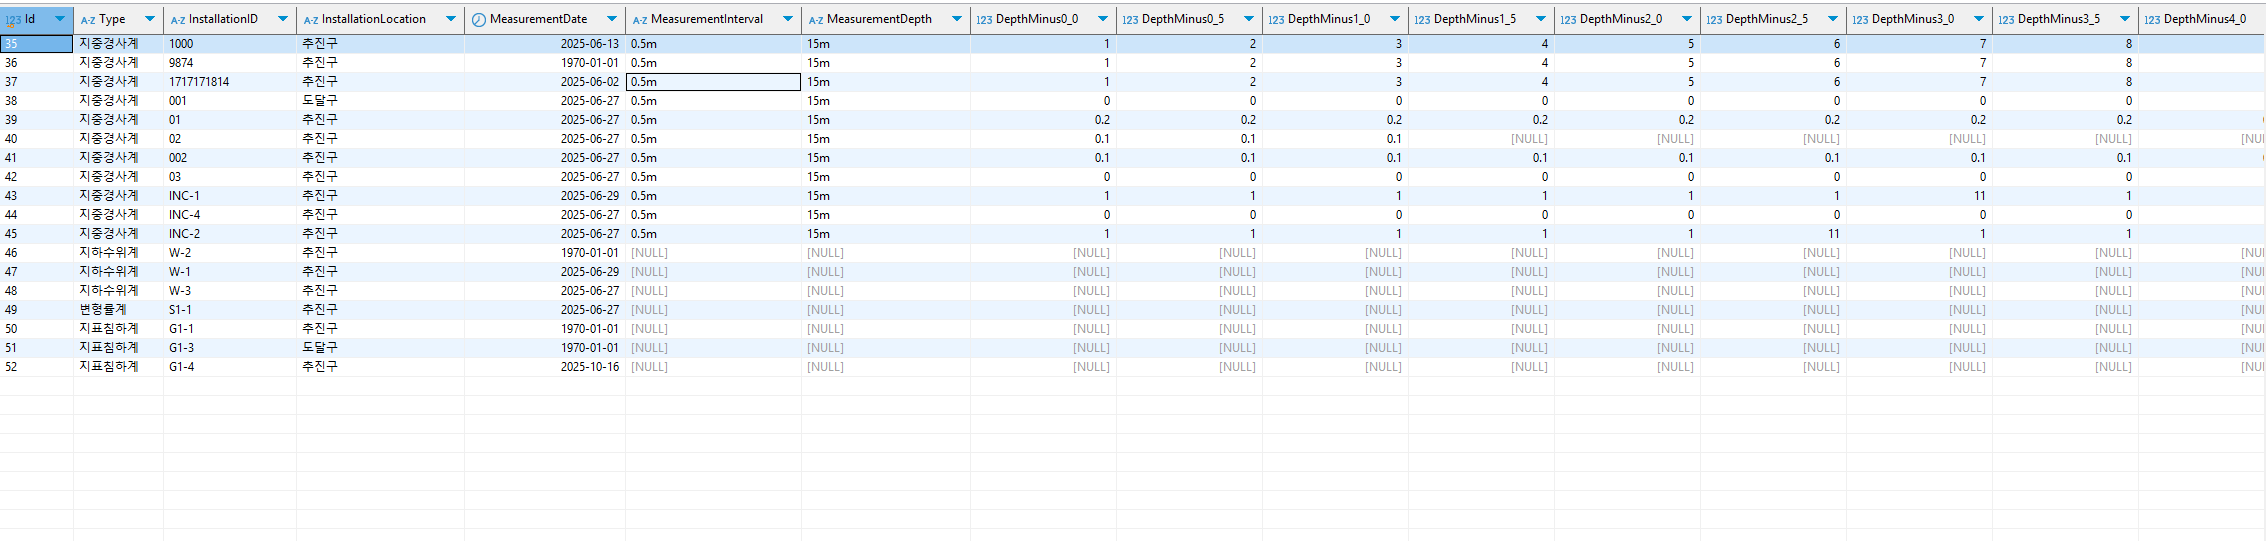 123 Id A-Z Type A-Z InstallationID A-Z InstallationLocation MeasurementDate A-Z MeasurementInterval A-Z MeasurementDepth 123 DepthMinus0_0 123 DepthMinus0_5 123 DepthMinus1_0 123 DepthMinus1_5 123 DepthMinus2_0 123 DepthMinus2_5 123 DepthMinus3_0 123 DepthMinus3_5 123 DepthMinus4_0
35 지중경사계 1000 추진구 2025-06-13 0.5m 15m 1 2 3 4 5 6 7 8
36 지중경사계 9874 추진구 1970-01-01 0.5m 15m 1 2 3 4 5 6 7 8
37 지중경사계 1717171814 추진구 2025-06-02 0.5m 15m 1 2 3 4 5 6 7 8
38 지중경사계 001 도달구 2025-06-27 0.5m 15m 0 0 0 0 0 0 0 0
39 지중경사계 01 추진구 2025-06-27 0.5m 15m 0.2 0.2 0.2 0.2 0.2 0.2 0.2 0.2
40 지중경사계 02 추진구 2025-06-27 0.5m 15m 0.1 0.1 0.1 [NULL] [NULL] [NULL] [NULL] [NULL] [NU
41 지중경사계 002 추진구 2025-06-27 0.5m 15m 0.1 0.1 0.1 0.1 0.1 0.1 0.1 0.1
42 지중경사계 03 추진구 2025-06-27 0.5m 15m 0 0 0 0 0 0 0 0
43 지중경사계 INC-1 추진구 2025-06-29 0.5m 15m 1 1 1 1 1 1 11 1
44 지중경사계 INC-4 추진구 2025-06-27 0.5m 15m 0 0 0 0 0 0 0 0
45 지중경사계 INC-2 추진구 2025-06-27 0.5m 15m 1 1 1 1 1 11 1 1
46 지하수위계 W-2 추진구 1970-01-01 [NULL] [NULL] [NULL] [NULL] [NULL] [NULL] [NULL] [NULL] [NULL] [NULL] [NU
47 지하수위계 W-1 추진구 2025-06-29 [NULL] [NULL] [NULL] [NULL] [NULL] [NULL] [NULL] [NULL] [NULL] [NULL] [NU
48 지하수위계 W-3 추진구 2025-06-27 [NULL] [NULL] [NULL] [NULL] [NULL] [NULL] [NULL] [NULL] [NULL] [NULL] [NU
49 변형률계 S1-1 추진구 2025-06-27 [NULL] [NULL] [NULL] [NULL] [NULL] [NULL] [NULL] [NULL] [NULL] [NULL] [NU
50 지표침하계 G1-1 추진구 1970-01-01 [NULL] [NULL] [NULL] [NULL] [NULL] [NULL] [NULL] [NULL] [NULL] [NULL] [NU
51 지표침하계 G1-3 도달구 1970-01-01 [NULL] [NULL] [NULL] [NULL] [NULL] [NULL] [NULL] [NULL] [NULL] [NULL] [NU
52 지표침하계 G1-4 추진구 2025-10-16 [NULL] [NULL] [NULL] [NULL] [NULL] [NULL] [NULL] [NULL] [NULL] [NULL] [NU